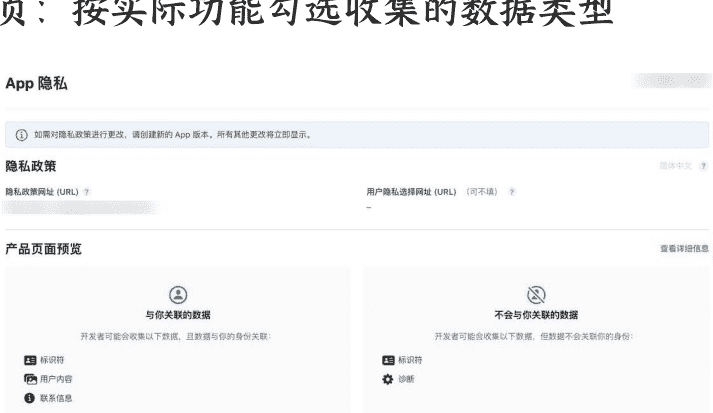 页：按实际功能勾选收集的数据类型
App 隐私
如需对隐私政策进行更改，请创建新的 App 版本。所有其他更改将立即显示。
隐私政策
简体中文 ?
隐私政策网址 (URL) ?
用户隐私选择网址 (URL) （可不填） ?
–
产品页面预览
查看详细信息
与你关联的数据
开发者可能会收集以下数据，且数据与你的身份关联：
标识符
用户内容
联系信息
不会与你关联的数据
开发者可能会收集以下数据，但数据不会关联你的身份：
标识符
诊断